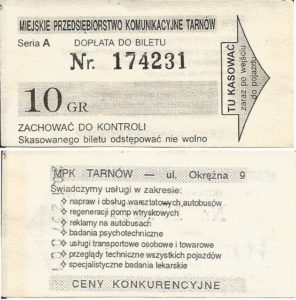 MIEJSKIE PRZEDSIĘBIORSTWO KOMUNIKACYJNE TARNÓW
Seria A DOPŁATA DO BILETU
Nr. 174231
10 GR
ZACHOWAĆ DO KONTROLI
Skasowanego biletu odstępować nie wolno
TU KASOWAĆ
zaraz po wejściu
do pojazdu
MPK TARNÓW — ul. Okrężna 9
Świadczymy usługi w zakresie:
napraw i obsług warsztatowych, autobusów
regeneracji pomp wtryskowych
reklamy na autobusach
badania psychotechniczne
usługi transportowe osobowe i towarowe
przeglądy techniczne wszystkich pojazdów
specjalistyczne badania lekarskie
CENY KONKURENCYJNE